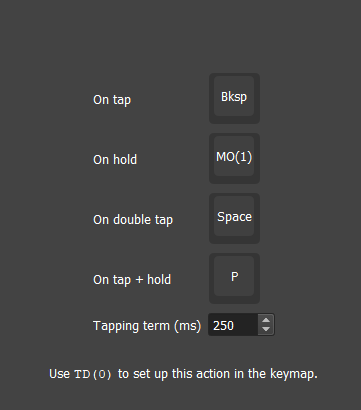 On tap Bksp
On hold MO(1)
On double tap Space
On tap + hold P
Tapping term (ms) 250
Use TD(0) to set up this action in the keymap.